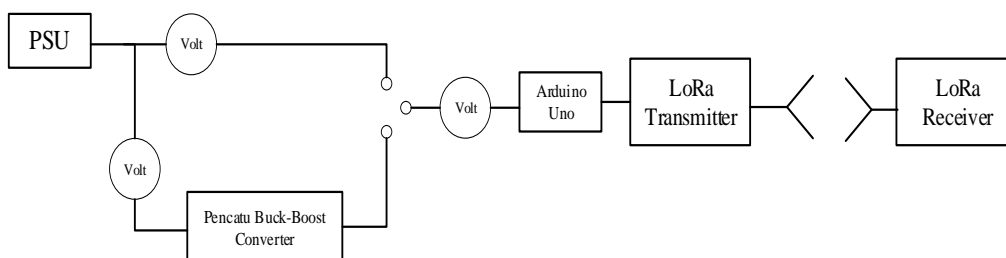 PSU
Volt
Volt
Arduino
Uno
LoRa
Transmitter
LoRa
Receiver
Volt
Pencatu Buck-Boost
Converter